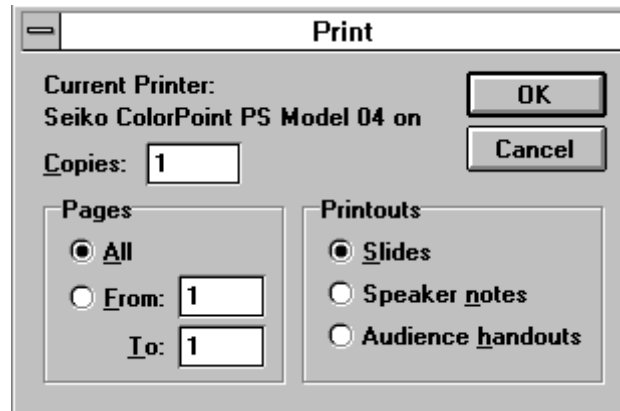 Print
Current Printer:
Seiko ColorPoint PS Model 04 on
OK
Copies: 1
Cancel
Pages
All
From: 1
To: 1
Printouts
Slides
Speaker notes
Audience handouts